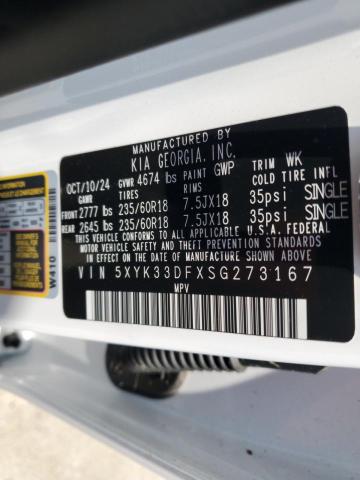 MANUFACTURED BY
KIA GEORGIA, INC.
OCT/10/24 GVWR 4674 lbs PAINT GWP TRIM WK
GAWR TIRES RIMS COLD TIRE INFL
FRONT 2777 lbs 235/60R18 7.5JX18 35psi SINGLE
REAR 2645 lbs 235/60R18 7.5JX18 35psi SINGLE
THIS VEHICLE CONFORMS TO ALL APPLICABLE
U.S.A. FEDERAL
MOTOR VEHICLE SAFETY STANDARDS IN EFFECT
ON THE DATE OF MANUFACTURE SHOWN ABOVE.
VIN 5XYK33DFXSG273167
U.S.A
MPV
W410